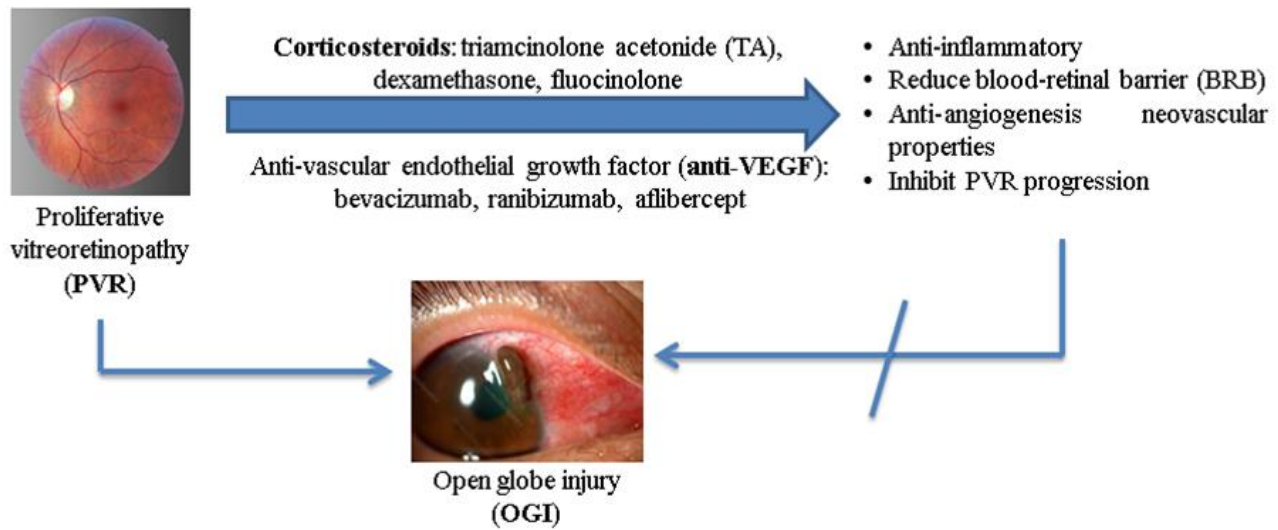 Corticosteroids: triamcinolone acetonide (TA),
dexamethasone, fluocinolone
Anti-vascular endothelial growth factor (anti-VEGF):
bevacizumab, ranibizumab, aflibercept
• Anti-inflammatory
• Reduce blood-retinal barrier (BRB)
• Anti-angiogenesis neovascular
properties
• Inhibit PVR progression
Proliferative
vitreoretinopathy
(PVR)
Open globe injury
(OGI)